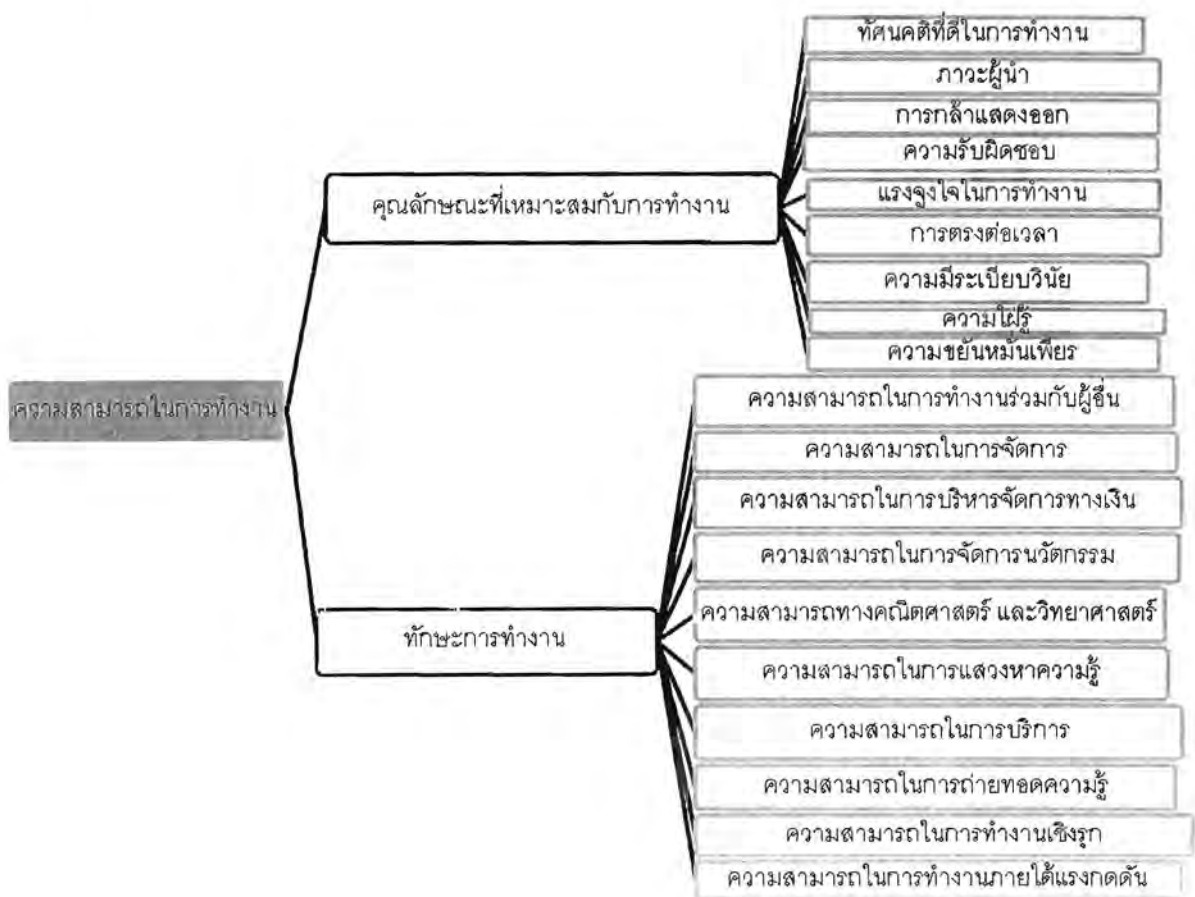 ทัศนคติที่ดีในการทำงาน
ภาวะผู้นำ
การกล้าแสดงออก
ความรับผิดชอบ
คุณลักษณะที่เหมาะสมกับการทำงาน
แรงจูงใจในการทำงาน
การตรงต่อเวลา
ความมีระเบียบวินัย
ความใฝ่รู้
ความขยันหมั่นเพียร
ความสามารถในการทำงาน
ความสามารถในการทำงานร่วมกับผู้อื่น
ความสามารถในการจัดการ
ความสามารถในการบริหารจัดการทางเงิน
ความสามารถในการจัดการนวัตกรรม
ความสามารถทางคณิตศาสตร์ และวิทยาศาสตร์
ทักษะการทำงาน
ความสามารถในการแสวงหาความรู้
ความสามารถในการบริการ
ความสามารถในการถ่ายทอดความรู้
ความสามารถในการทำงานเชิงรุก
ความสามารถในการทำงานภายใต้แรงกดดัน